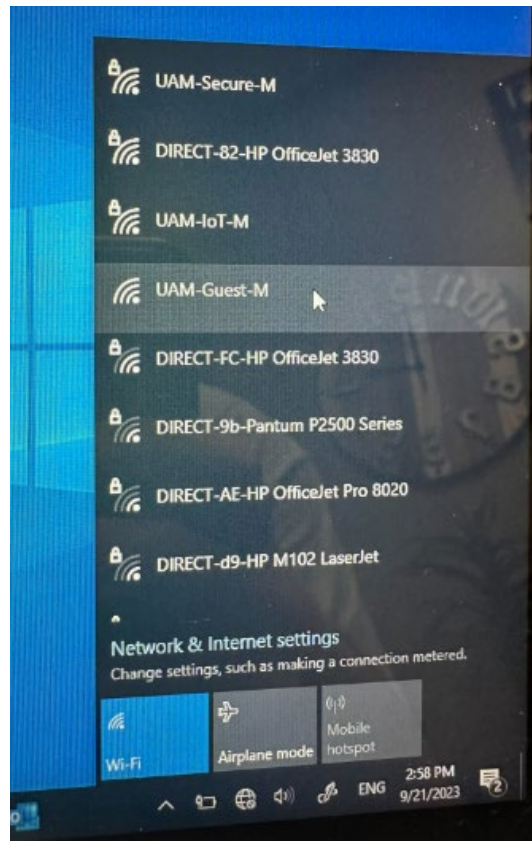 UAM-Secure-M
DIRECT-82-HP OfficeJet 3830
UAM-IoT-M
UAM-Guest-M
DIRECT-FC-HP OfficeJet 3830
DIRECT-9b-Pantum P2500 Series
DIRECT-AE-HP OfficeJet Pro 8020
DIRECT-d9-HP M102 LaserJet
Network & Internet settings
Change settings, such as making a connection metered.
Wi-Fi
Airplane mode
Mobile
hotspot
ENG
2:58 PM
9/21/2023
2